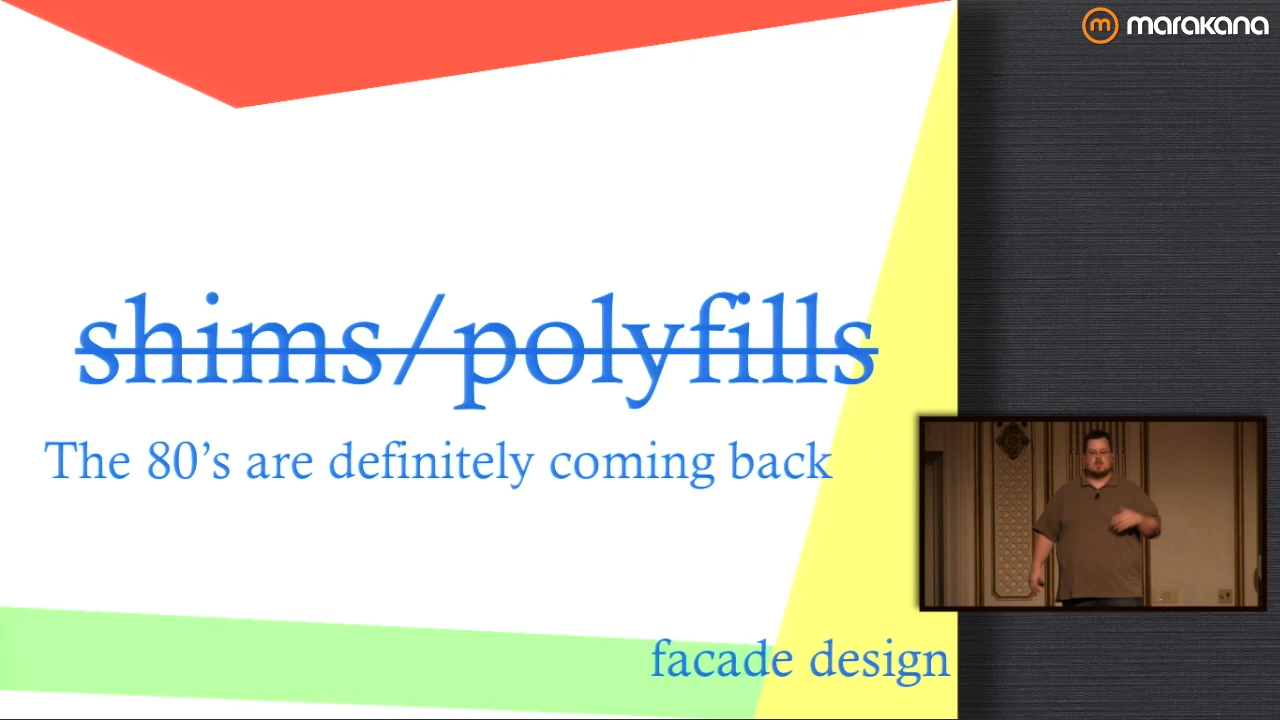 marakana
shims/polyfills
The 80's are definitely coming back
facade design